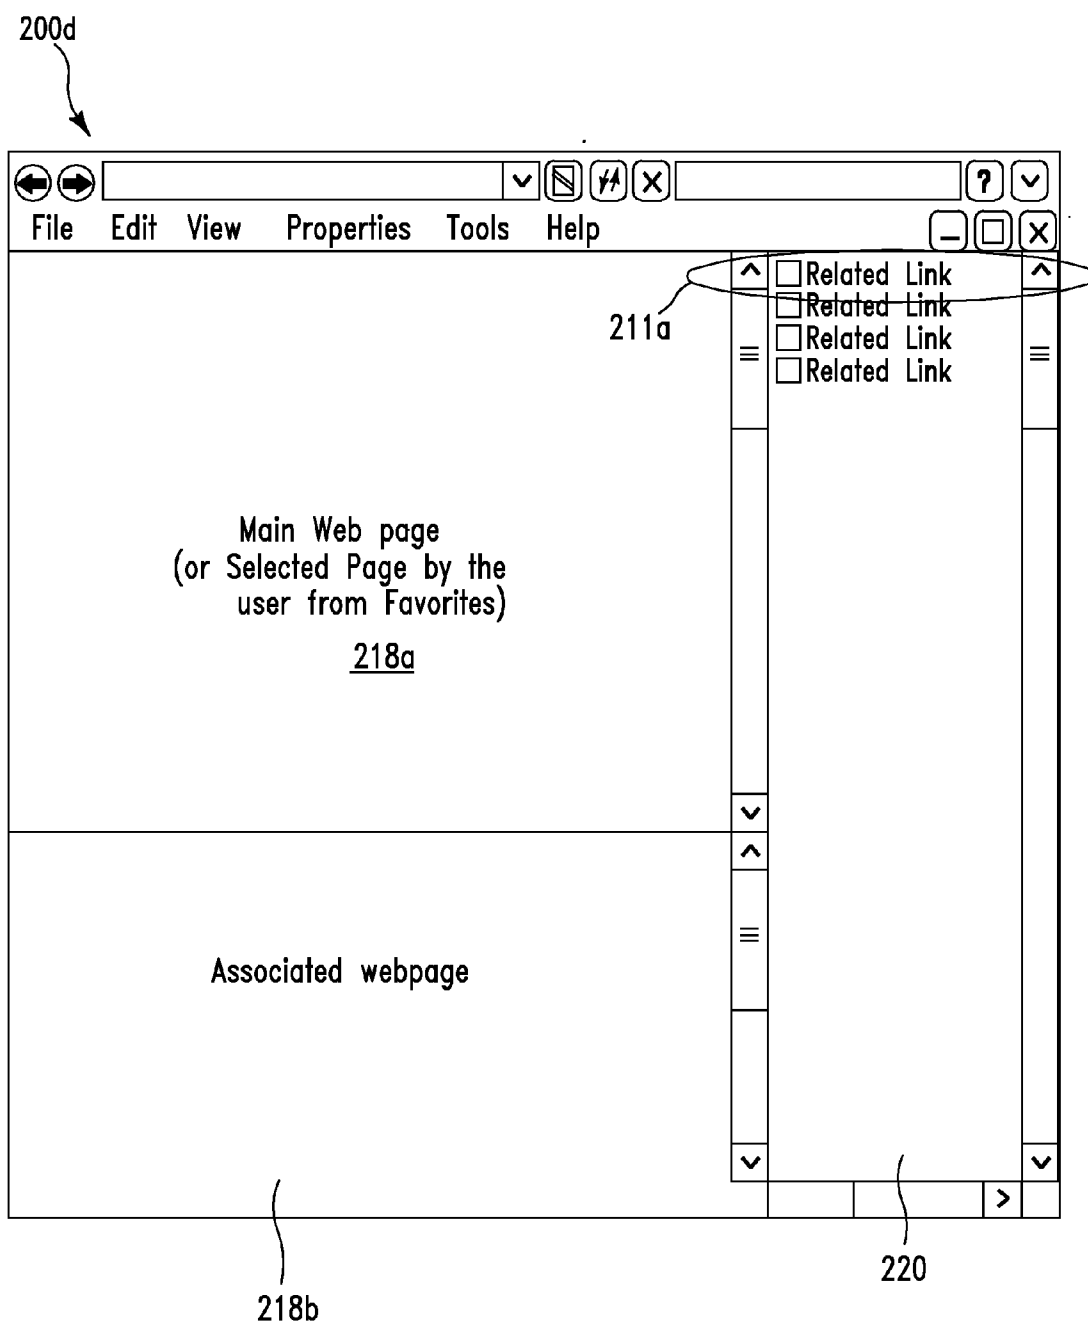 200d
?
File Edit View Properties Tools Help
Related Link
211a
Related Link
Related Link
Related Link
Main Web page
(or Selected Page by the
user from Favorites)
218a
Associated webpage
220
218b